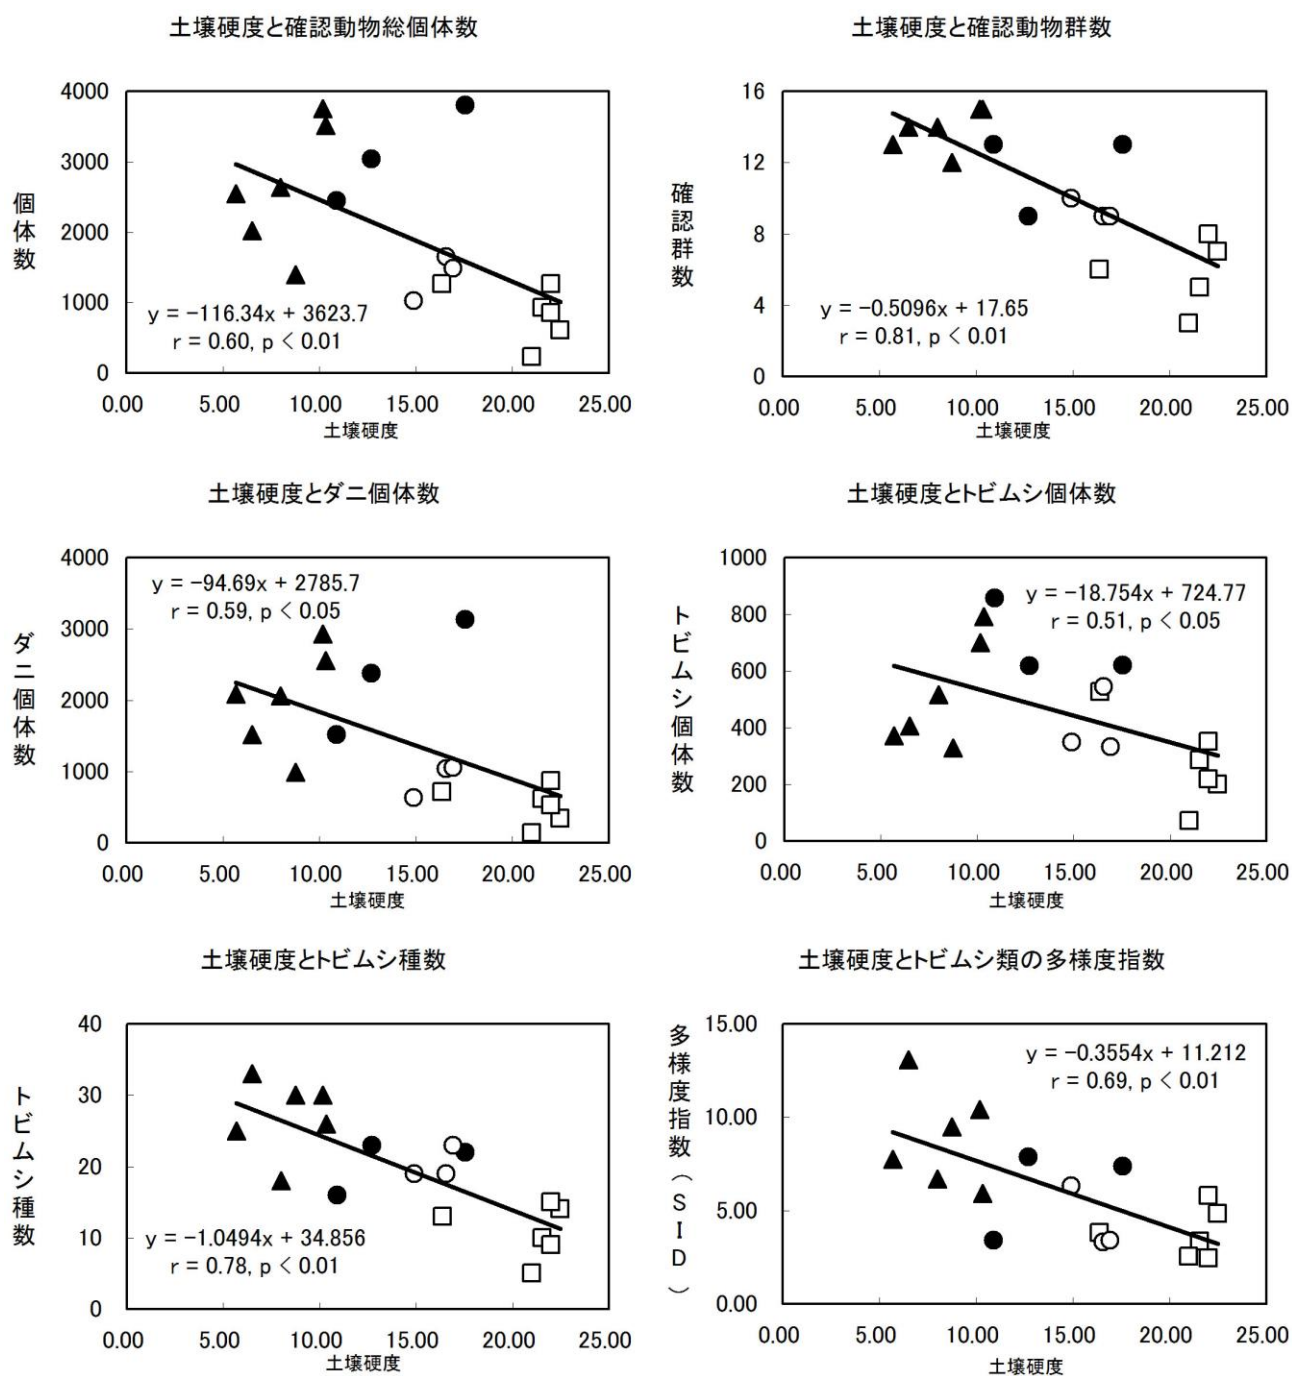 土壌硬度と確認動物総個体数
4000
3000
2000
1000
0
個体数
y = −116.34x + 3623.7
r = 0.60, p < 0.01
0.00 5.00 10.00 15.00 20.00 25.00
土壌硬度
土壌硬度と確認動物群数
16
12
8
4
0
確認群数
y = −0.5096x + 17.65
r = 0.81, p < 0.01
0.00 5.00 10.00 15.00 20.00 25.00
土壌硬度
土壌硬度とダニ個体数
4000
3000
2000
1000
0
ダニ個体数
y = −94.69x + 2785.7
r = 0.59, p < 0.05
0.00 5.00 10.00 15.00 20.00 25.00
土壌硬度
土壌硬度とトビムシ個体数
1000
800
600
400
200
0
トビムシ個体数
y = −18.754x + 724.77
r = 0.51, p < 0.05
0.00 5.00 10.00 15.00 20.00 25.00
土壌硬度
土壌硬度とトビムシ種数
40
30
20
10
0
トビムシ種数
y = −1.0494x + 34.856
r = 0.78, p < 0.01
0.00 5.00 10.00 15.00 20.00 25.00
土壌硬度
土壌硬度とトビムシ類の多様度指数
15.00
10.00
5.00
0.00
多様度指数(SID)
y = −0.3554x + 11.212
r = 0.69, p < 0.01
0.00 5.00 10.00 15.00 20.00 25.00
土壌硬度